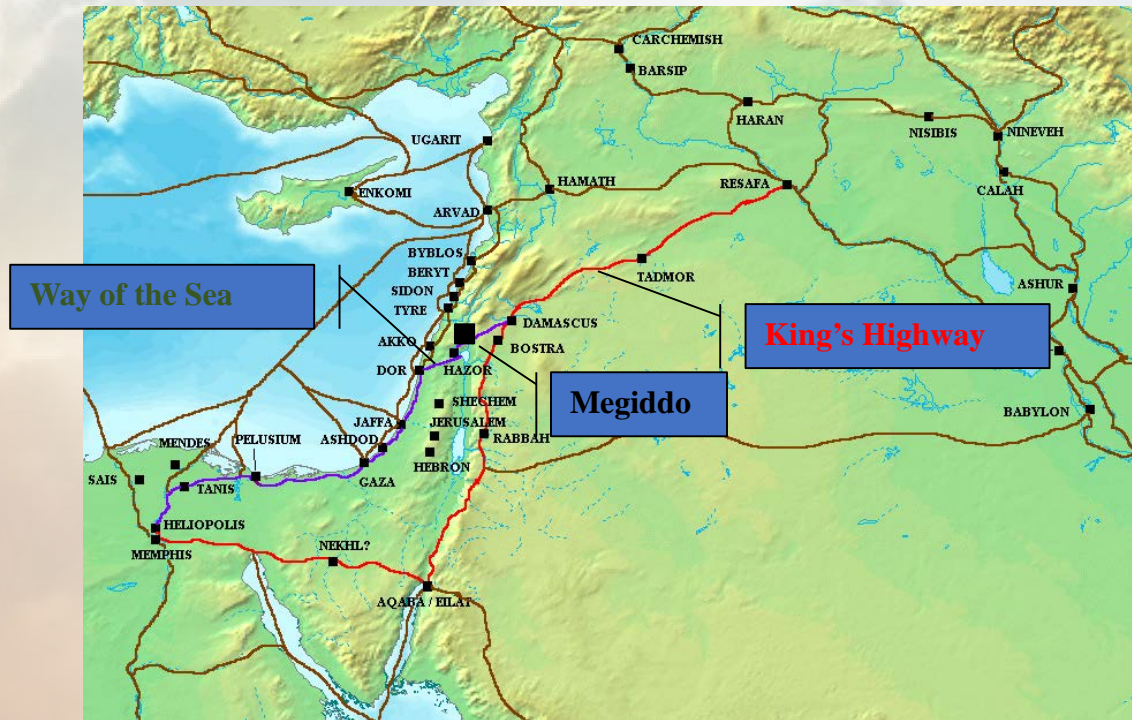 CARCHEMISH
BARSIP
HARAN
NISIBIS
NINEVEH
UGARIT
CALAH
HAMATH
RESAFA
ENKOMI
ARVAD
BYBLOS
BERYT
SIDON
TYRE
TADMOR
ASHUR
Way of the Sea
King's Highway
DAMASCUS
BOSTRA
AKKO
HAZOR
DOR
Megiddo
SHECHEM
BABYLON
JAFFA
JERUSALEM
RABBAH
ASHDOD
PELUSIUM
MENDES
HEBRON
GAZA
SAIS
TANIS
HELIOPOLIS
MEMPHIS
NEKHL?
AQABA / EILAT